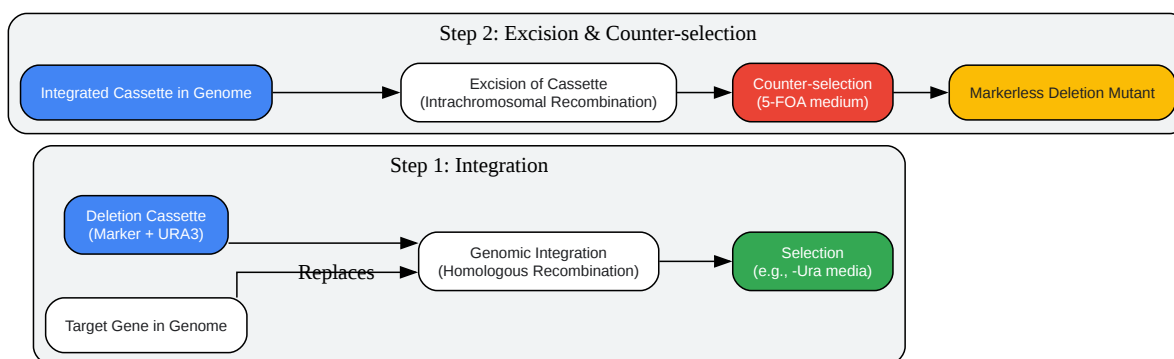 Step 2: Excision & Counter-selection
Integrated Cassette in Genome
Excision of Cassette
(Intrachromosomal Recombination)
Counter-selection
(5-FOA medium)
Markerless Deletion Mutant
Step 1: Integration
Deletion Cassette
(Marker + URA3)
Genomic Integration
(Homologous Recombination)
Selection
(e.g., -Ura media)
Replaces
Target Gene in Genome